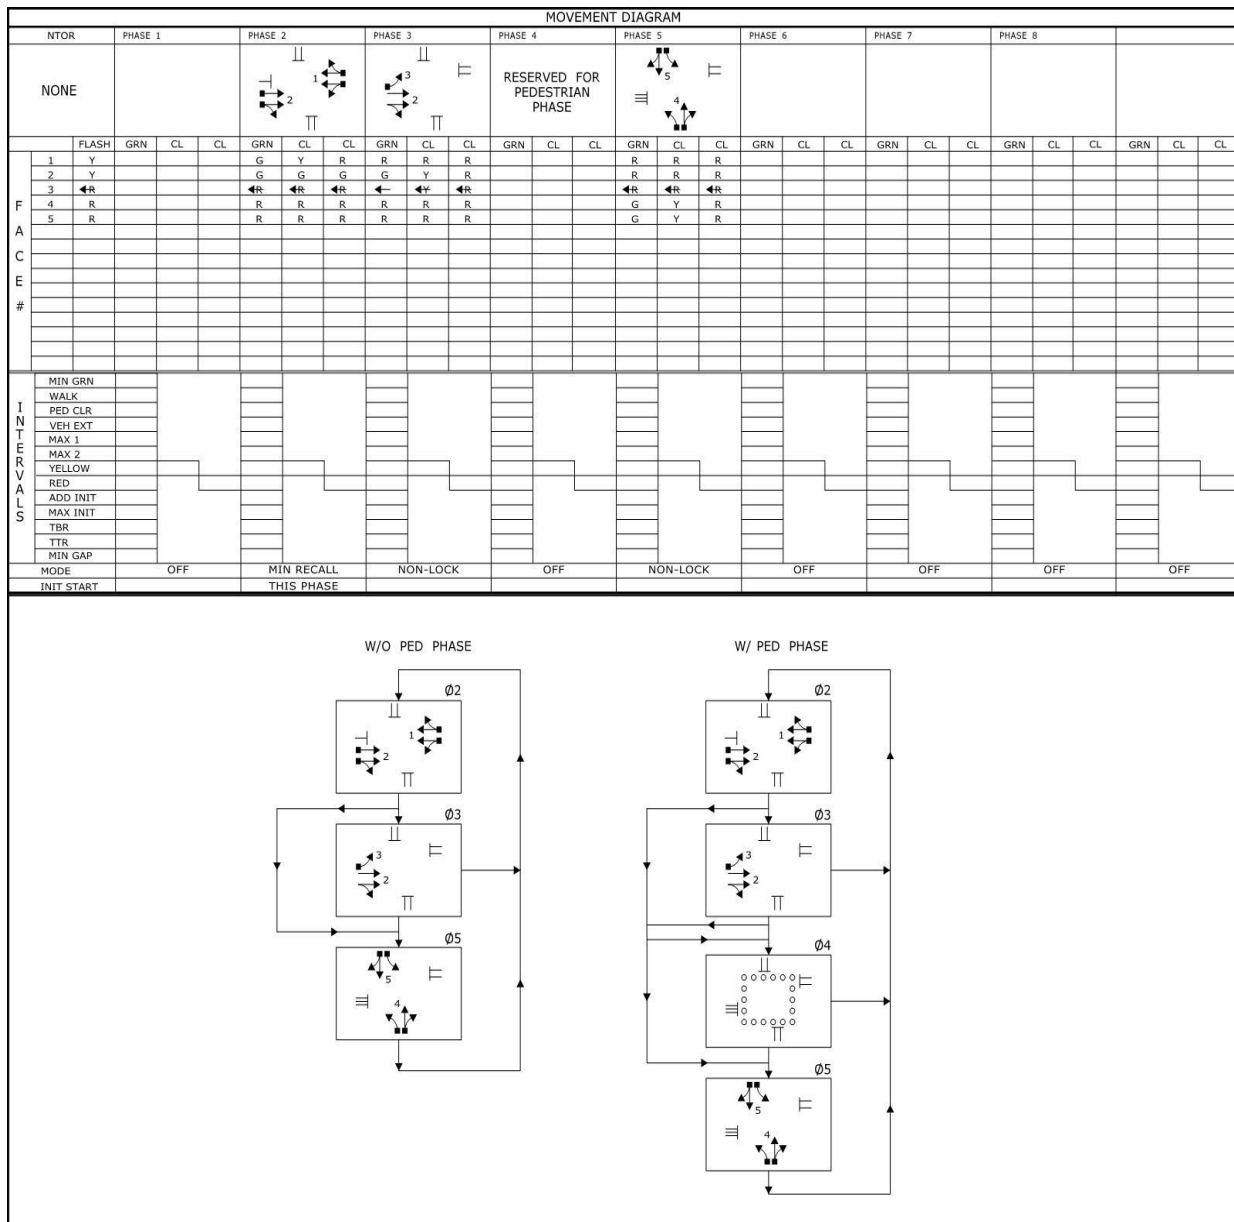 MOVEMENT DIAGRAM
NTOR PHASE 1 PHASE 2 PHASE 3 PHASE 4 PHASE 5 PHASE 6 PHASE 7 PHASE 8
NONE
1 2
3 2
RESERVED FOR
PEDESTRIAN
PHASE
5 4
FLASH GRN CL CL GRN CL CL GRN CL CL GRN CL CL GRN CL CL GRN CL CL GRN CL CL GRN CL CL GRN CL CL
FACE #
1 Y G Y R R R R R R R
2 Y G G G G Y R R R R
3 R R R R Y R R R R
4 R R R R R R R G Y R
5 R R R R R R R G Y R
INTERVALS
MIN GRN
WALK
PED CLR
VEH EXT
MAX 1
MAX 2
YELLOW
RED
ADD INIT
MAX INIT
TBR
TTR
MIN GAP
MODE OFF MIN RECALL NON-LOCK OFF NON-LOCK OFF OFF OFF OFF
INIT START THIS PHASE
W/O PED PHASE
Ø2
1
2
Ø3
3
2
Ø5
5
4
W/ PED PHASE
Ø2
1
2
Ø3
3
2
Ø4
Ø5
5
4